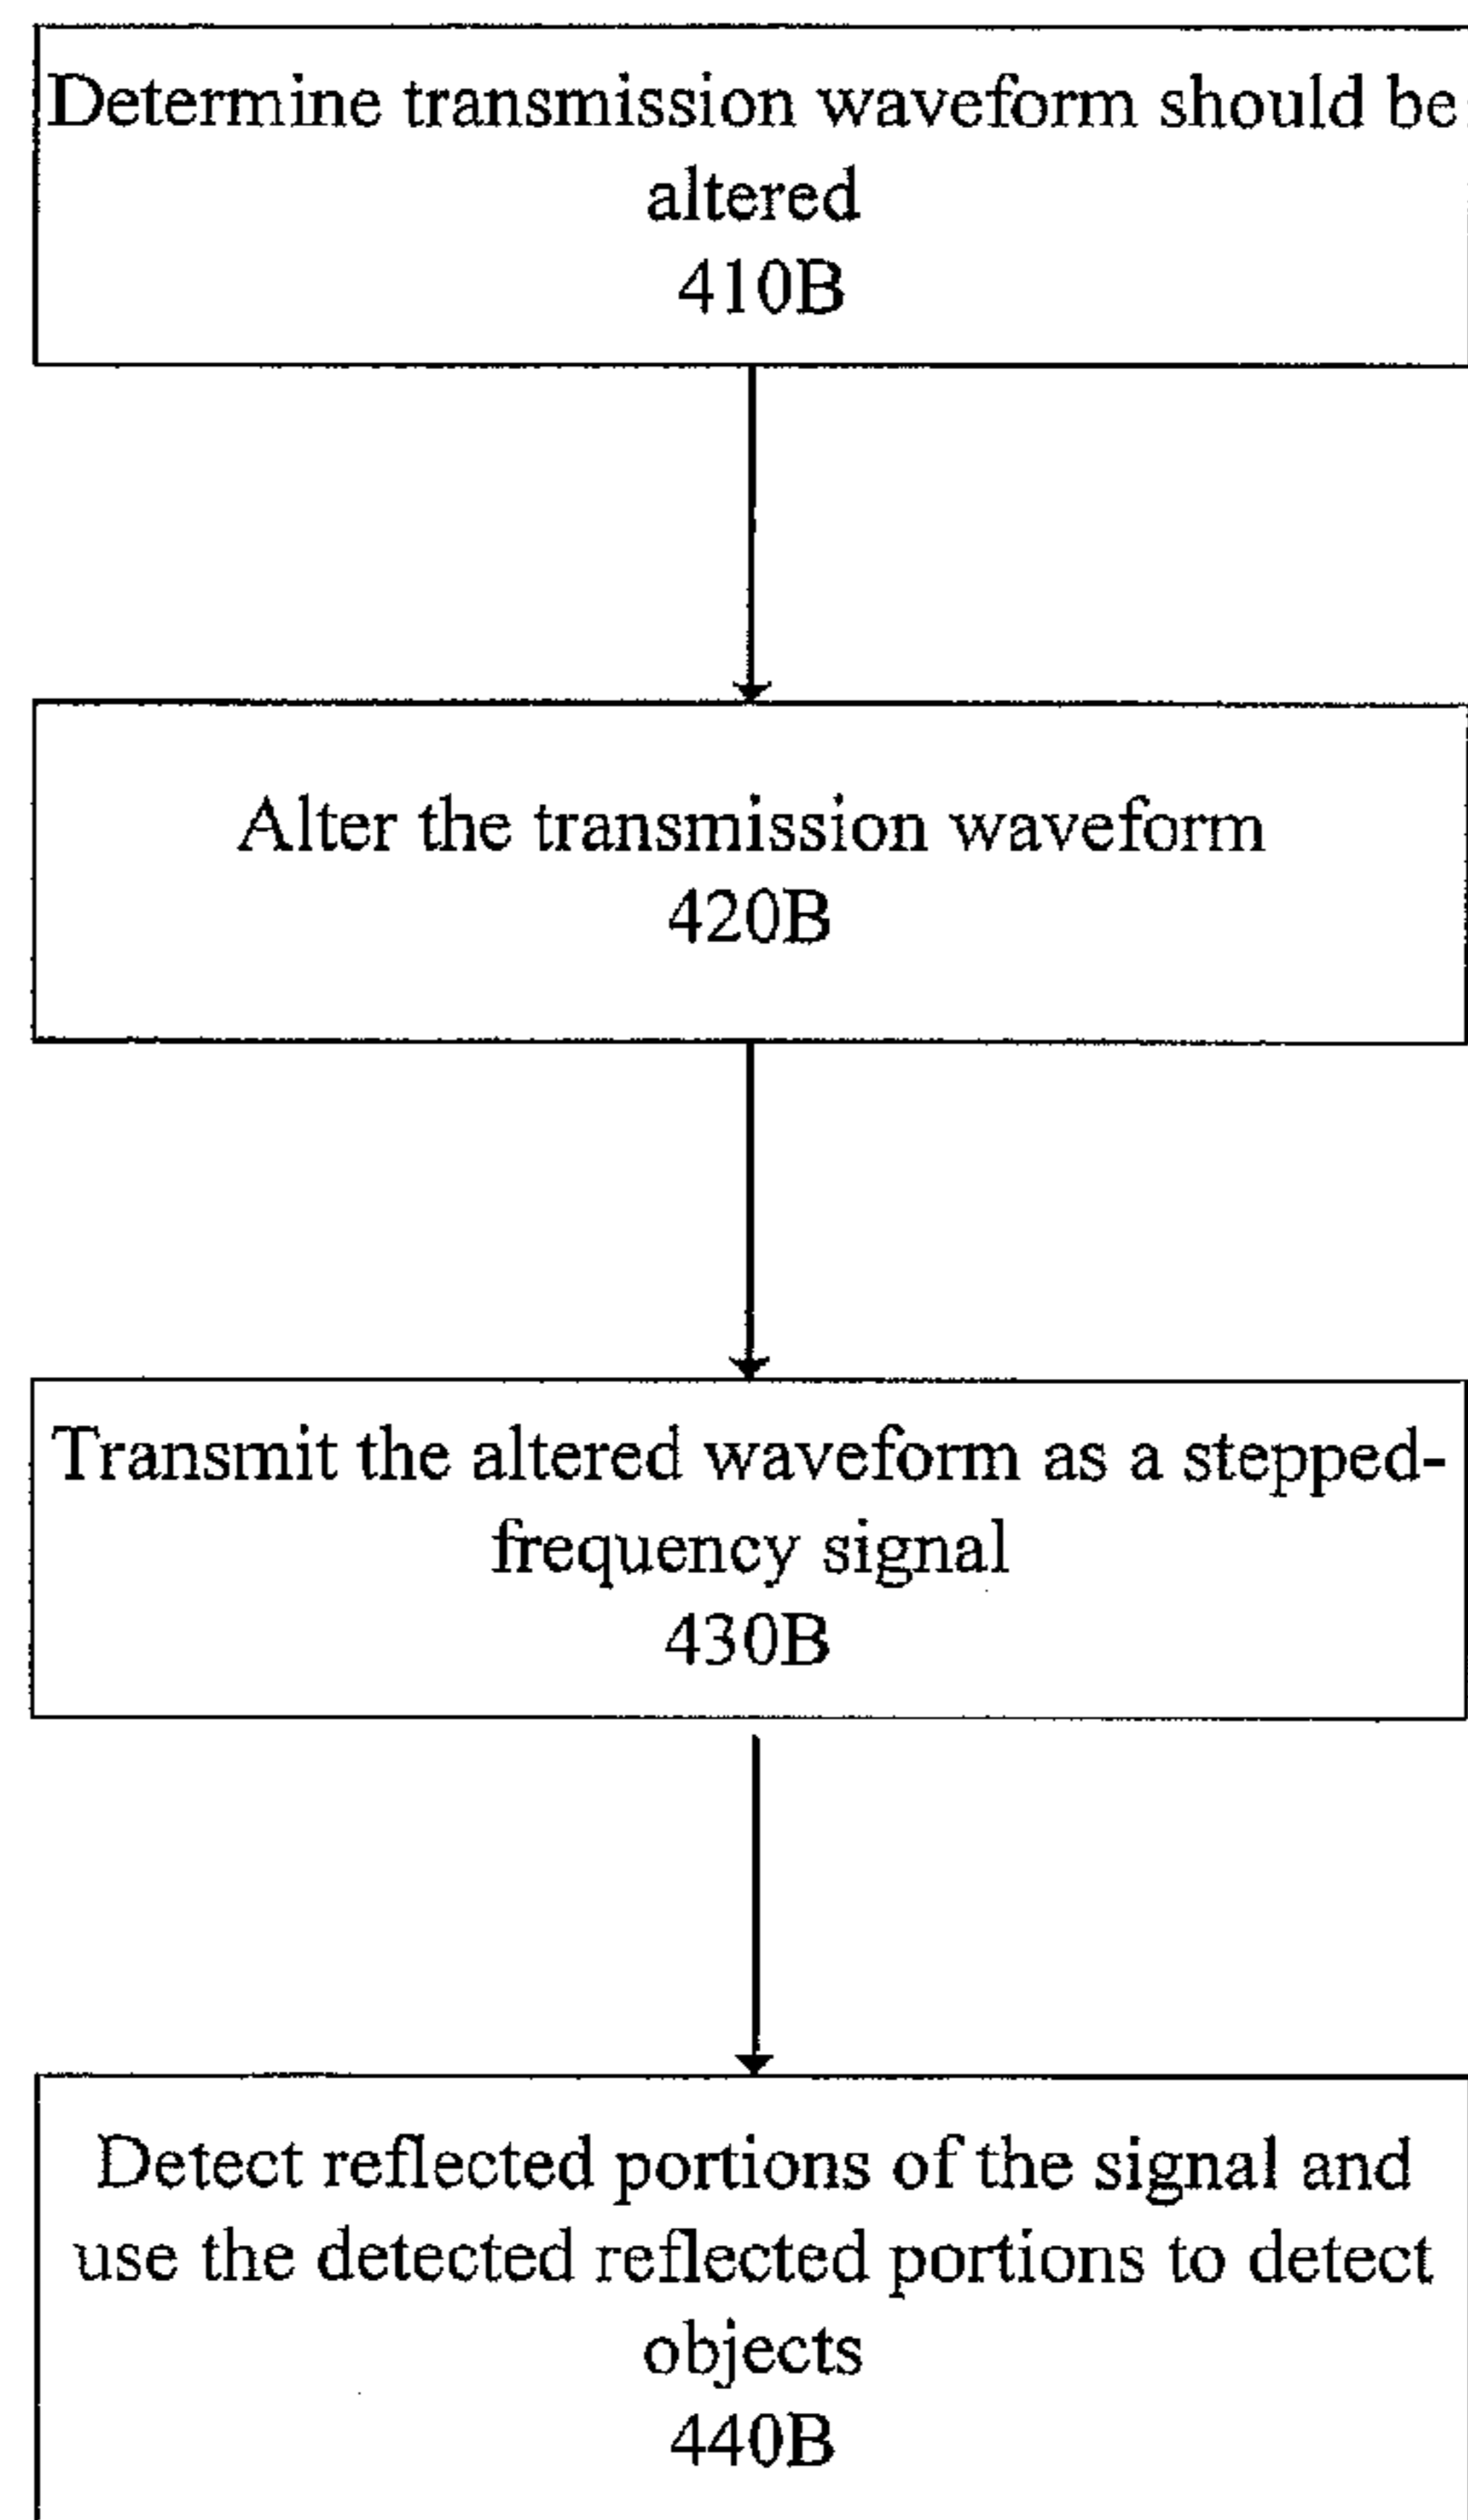 Determine transmission waveform should be
altered
410B
Alter the transmission waveform
420B
Transmit the altered waveform as a stepped-
frequency signal
430B
Detect reflected portions of the signal and
use the detected reflected portions to detect
objects
440B